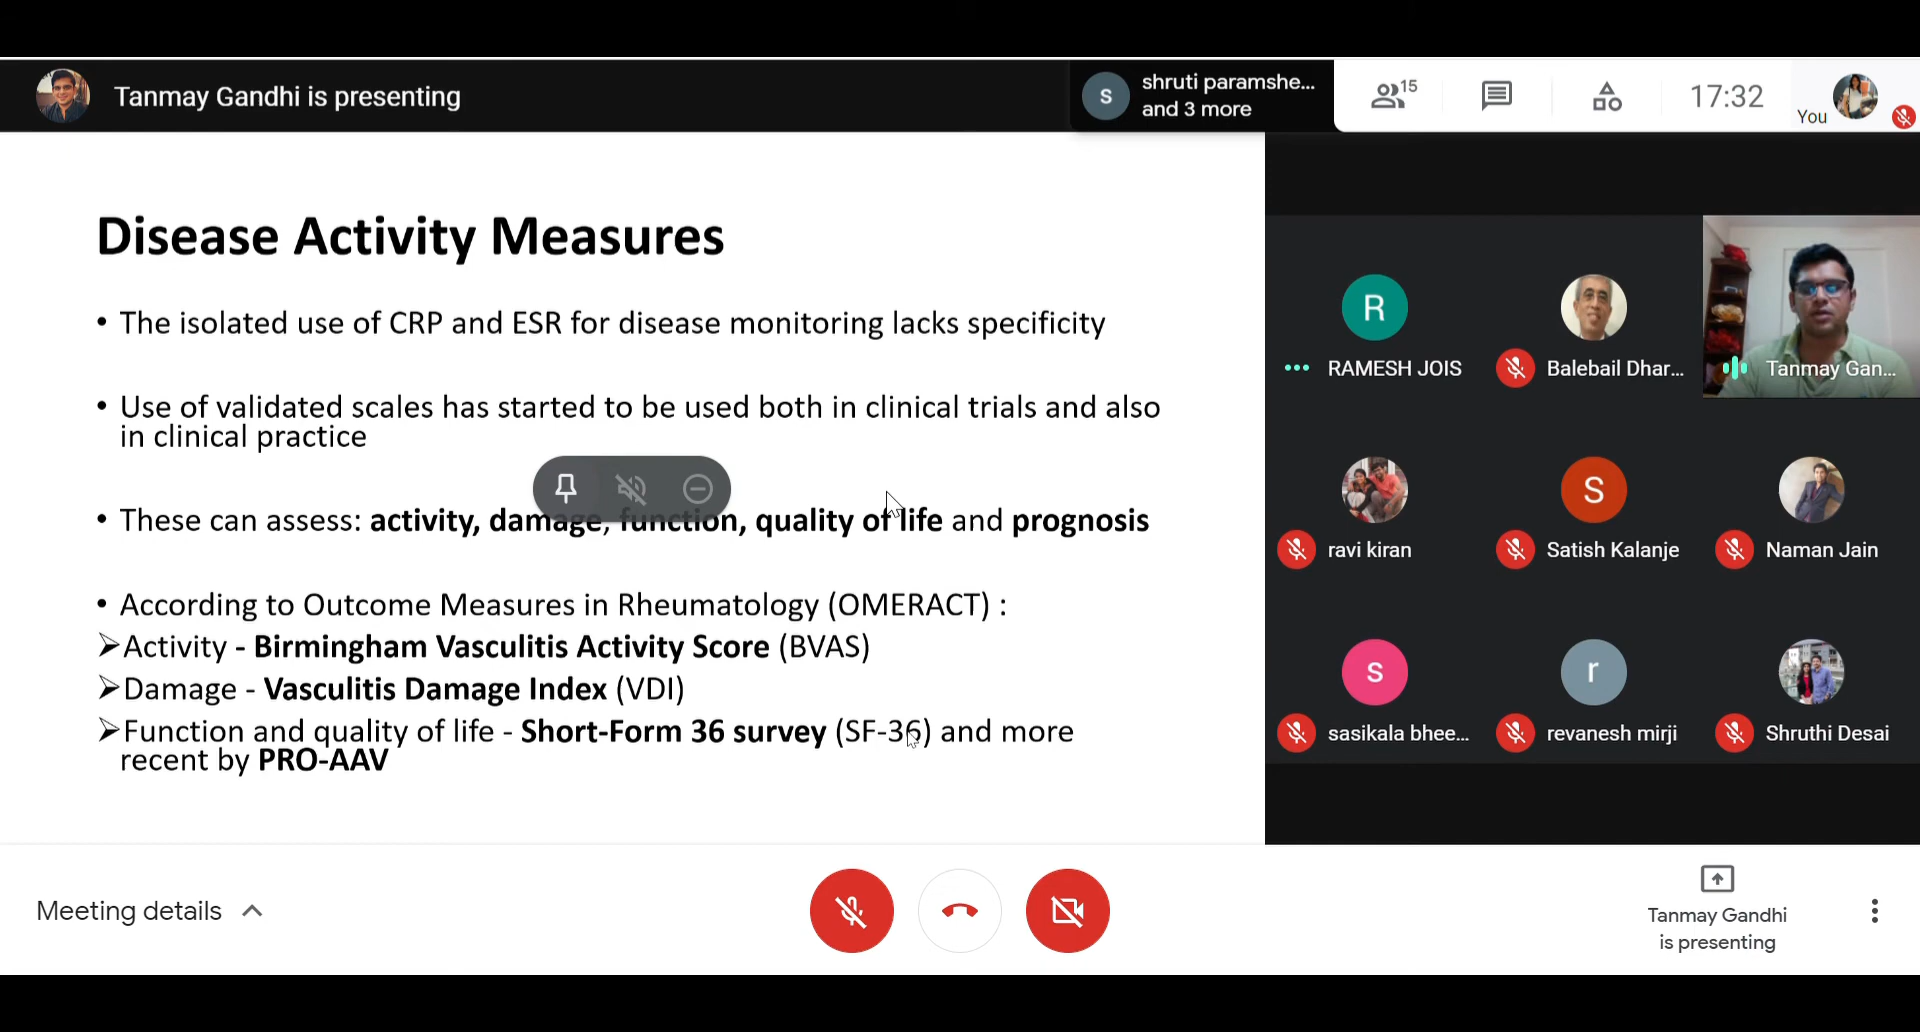 Tanmay Gandhi is presenting
s
shruti paramshe...
and 3 more
15
17:32
You
Disease Activity Measures
• The isolated use of CRP and ESR for disease monitoring lacks specificity
• Use of validated scales has started to be used both in clinical trials and also
in clinical practice
• These can assess: activity, damage, function, quality of life and prognosis
• According to Outcome Measures in Rheumatology (OMERACT) :
➢Activity - Birmingham Vasculitis Activity Score (BVAS)
➢Damage - Vasculitis Damage Index (VDI)
➢Function and quality of life - Short-Form 36 survey (SF-36) and more
recent by PRO-AAV
R
RAMESH JOIS
Balebail Dhar...
Tanmay Gan...
ravi kiran
S
Satish Kalanje
Naman Jain
s
sasikala bhee...
r
revanesh mirji
Shruthi Desai
Meeting details
Tanmay Gandhi
is presenting